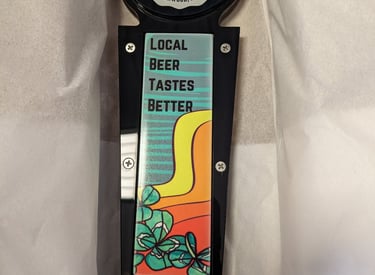 Local
Beer
Tastes
Better